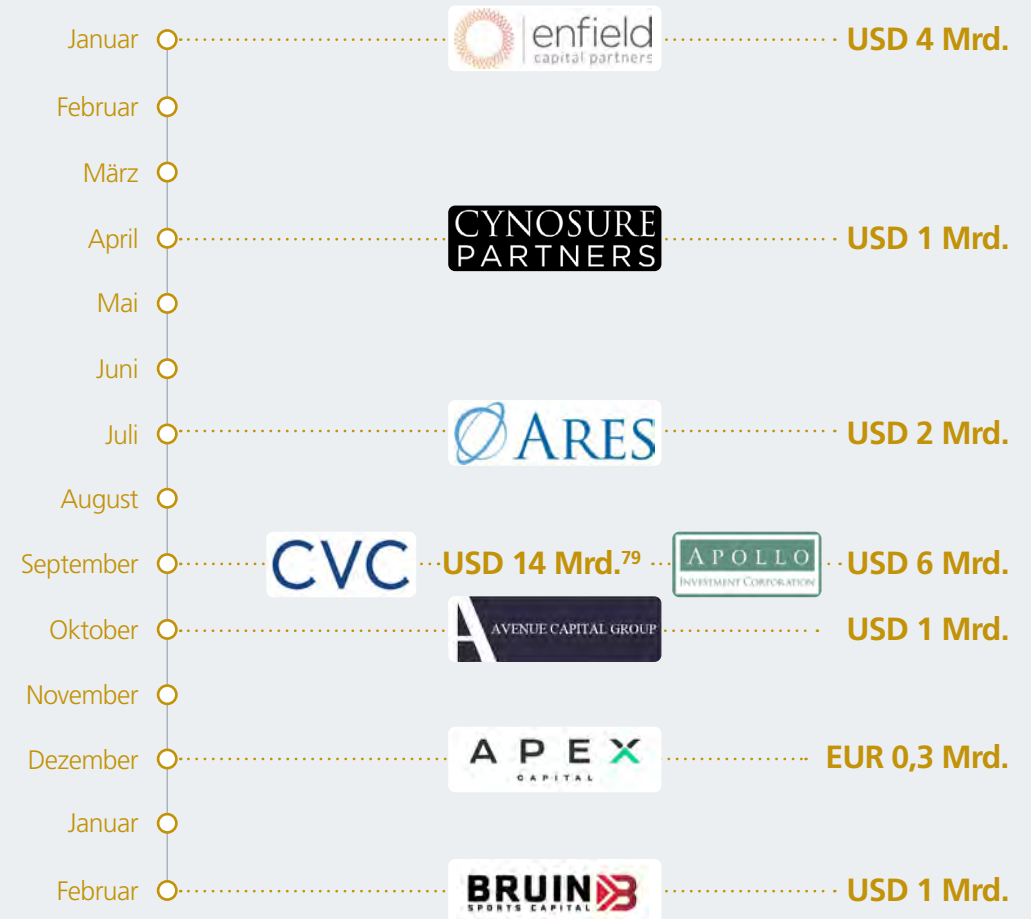 Januar enfield USD 4 Mrd.
capital partners
Februar
März
April CYNOSURE USD 1 Mrd.
PARTNERS
Mai
Juni
Juli ARES USD 2 Mrd.
August
September CVC USD 14 Mrd.79 APOLLO USD 6 Mrd.
INVESTMENT CORPORATION
Oktober AVENUE CAPITAL GROUP USD 1 Mrd.
November
Dezember APEX EUR 0,3 Mrd.
CAPITAL
Januar
Februar BRUIN USD 1 Mrd.
SPORTS CAPITAL